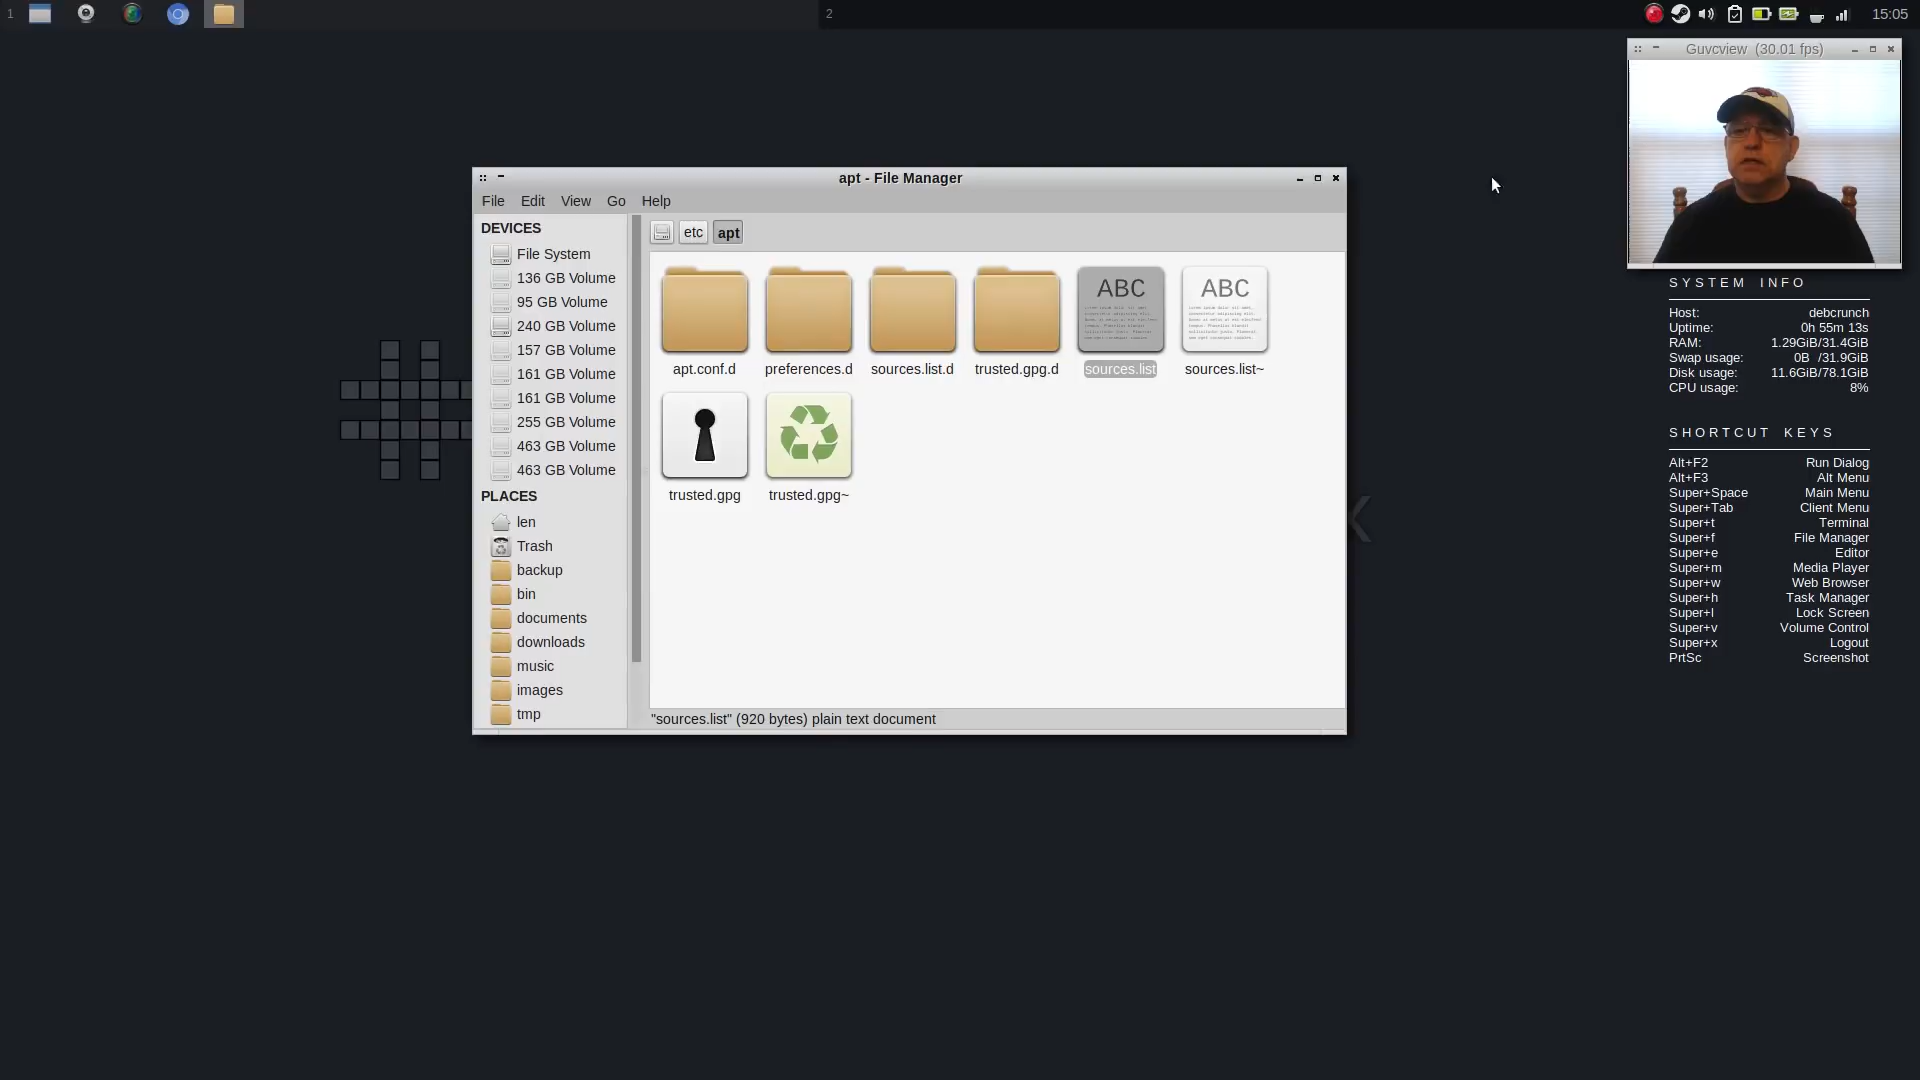 1
2
15:05
Guvcview (30.01 fps)
apt - File Manager
File Edit View Go Help
DEVICES
File System
136 GB Volume
95 GB Volume
240 GB Volume
157 GB Volume
161 GB Volume
161 GB Volume
255 GB Volume
463 GB Volume
463 GB Volume
PLACES
len
Trash
backup
bin
documents
downloads
music
images
tmp
etc apt
ABC
ABC
apt.conf.d preferences.d sources.list.d trusted.gpg.d sources.list sources.list~
trusted.gpg trusted.gpg~
"sources.list" (920 bytes) plain text document
SYSTEM INFO
Host: debcrunch
Uptime: 0h 55m 13s
RAM: 1.29GiB/31.4GiB
Swap usage: 0B /31.9GiB
Disk usage: 11.6GiB/78.1GiB
CPU usage: 8%
SHORTCUT KEYS
Alt+F2 Run Dialog
Alt+F3 Alt Menu
Super+Space Main Menu
Super+Tab Client Menu
Super+t Terminal
Super+f File Manager
Super+e Editor
Super+m Media Player
Super+w Web Browser
Super+h Task Manager
Super+l Lock Screen
Super+v Volume Control
Super+x Logout
PrtSc Screenshot